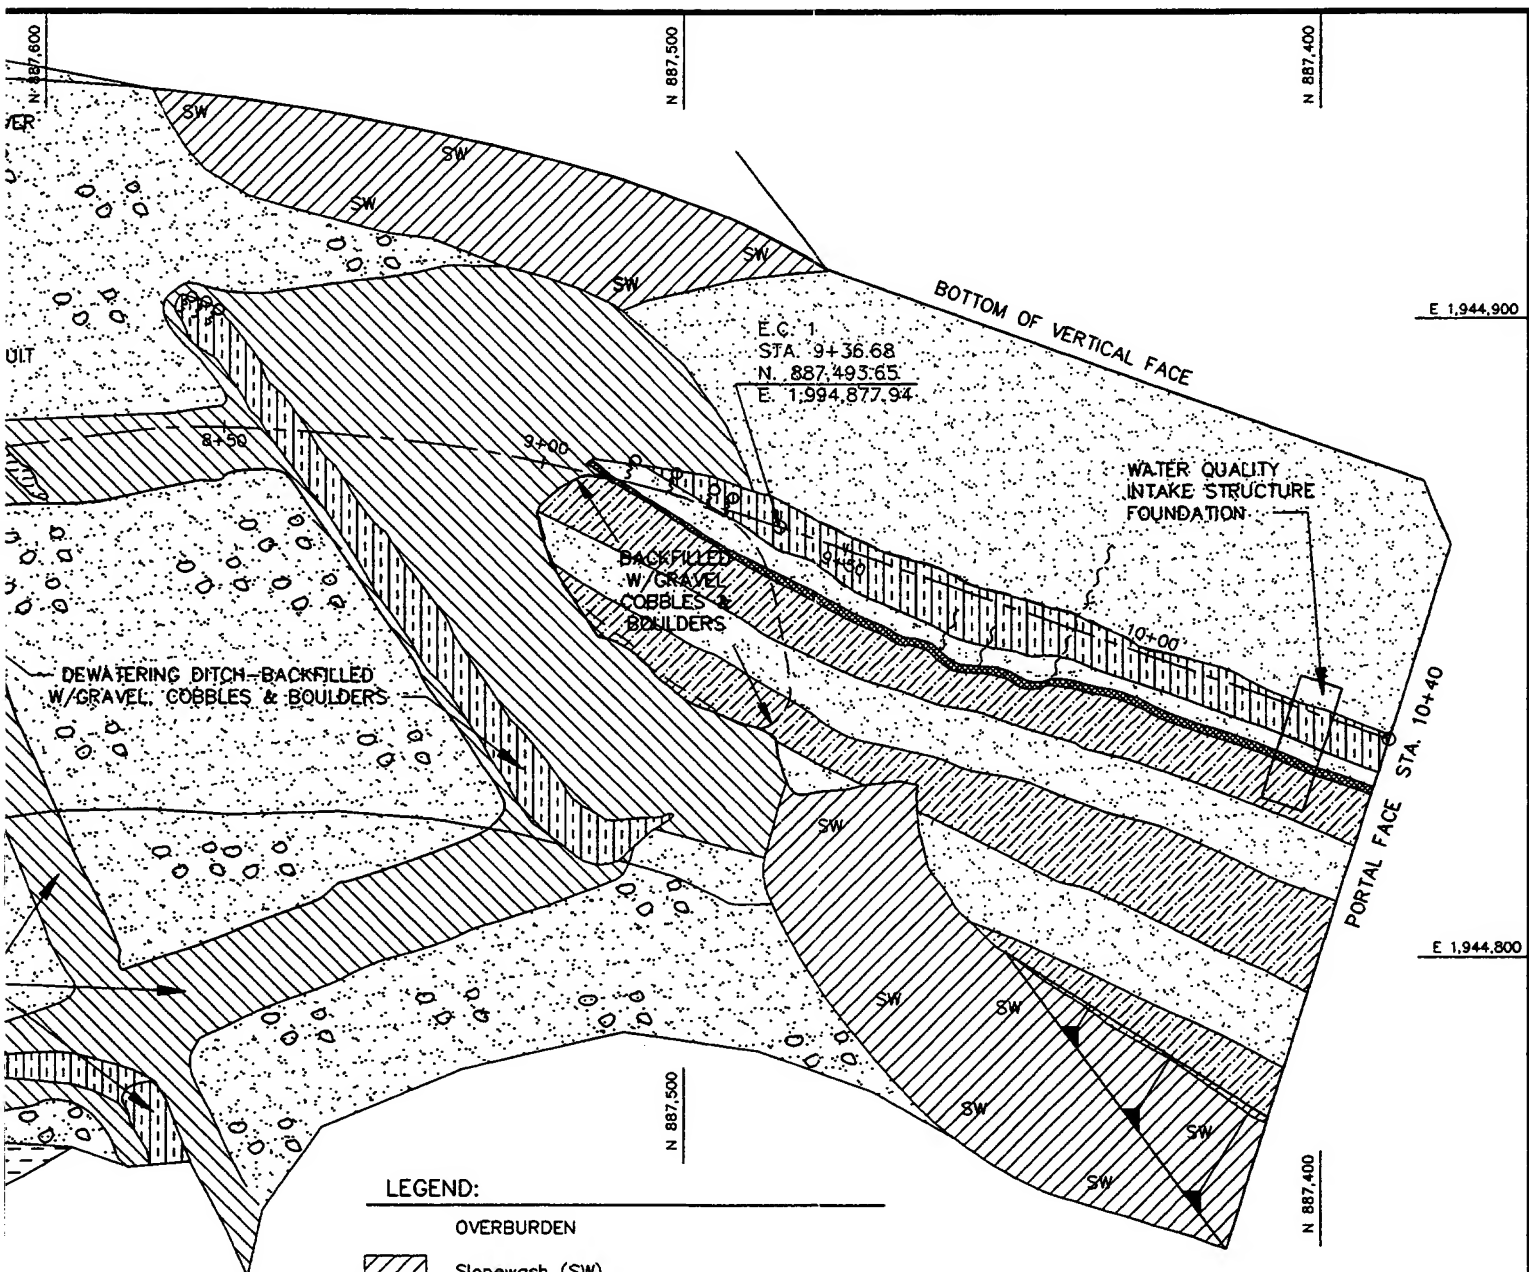 N 887,600
N 887,500
N 887,400
VER
SW
SW
SW
SW
SW
E 1,944,900
BOTTOM OF VERTICAL FACE
E.C. 1
STA. 9+36.68
N. 887,493.65
E. 1,994,877.94
UIT
8+50
9+00
WATER QUALITY
INTAKE STRUCTURE
FOUNDATION
BACKFILLED
W/GRAVEL,
COBBLES &
BOULDERS
9+50
10+00
DEWATERING DITCH-BACKFILLED
W/GRAVEL, COBBLES & BOULDERS
PORTAL FACE STA. 10+40
SW
E 1,944,800
SW
SW
SW
SW
SW
N 887,500
N 887,400
LEGEND:
OVERBURDEN
Slopewash (SW)